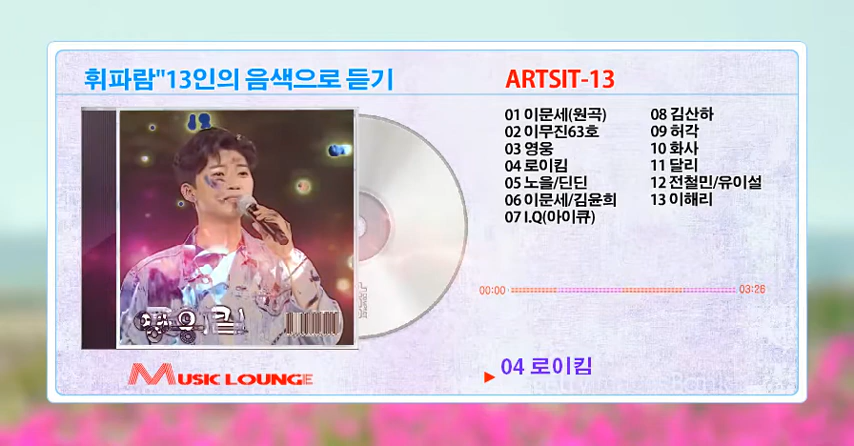 휘파람"13인의 음색으로 듣기
ARTSIT-13
01 이문세(원곡)
02 이무진63호
03 영웅
04 로이킴
05 노을/딘딘
06 이문세/김윤희
07 I.Q(아이큐)
08 김산하
09 허각
10 화사
11 달리
12 전철민/유이설
13 이해리
00:00
03:26
MUSIC LOUNGE
04 로이킴